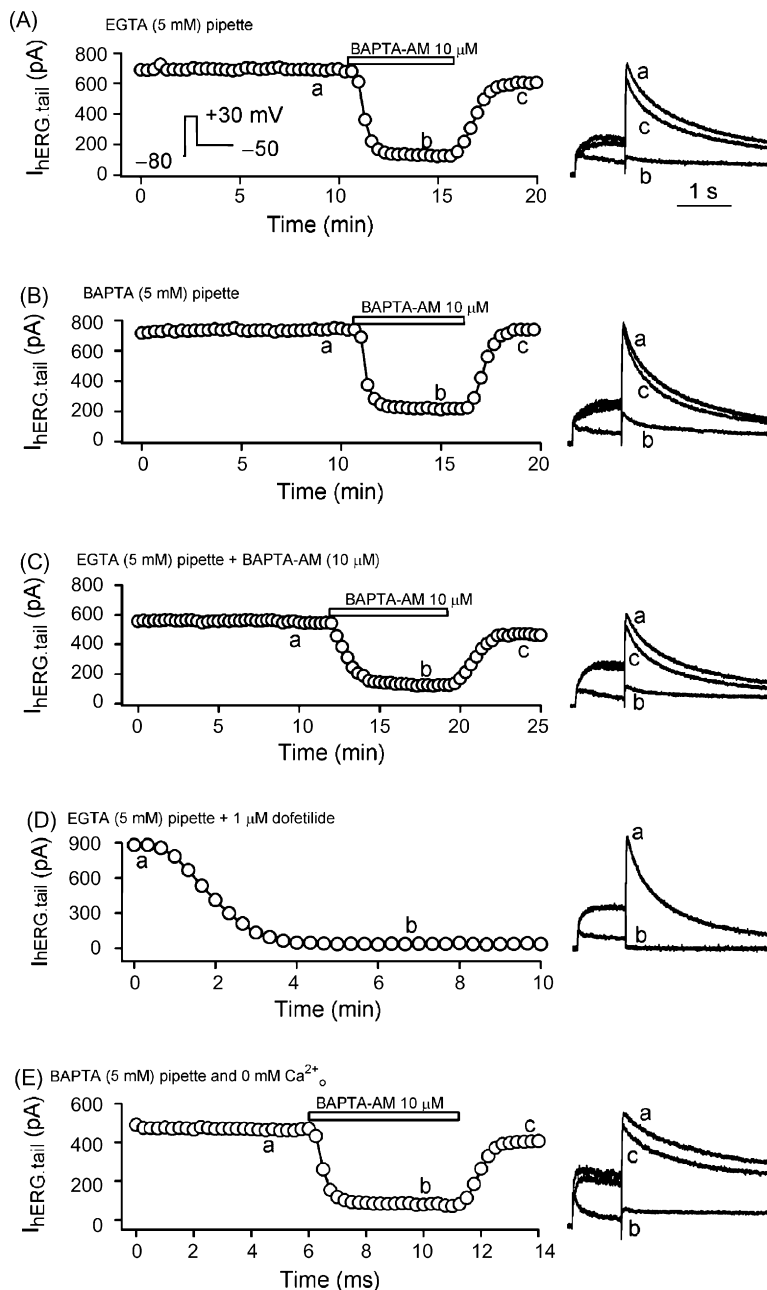 (A)
EGTA (5 mM) pipette
BAPTA-AM 10 μM
I hERG.tail (pA)
800
600
400
200
0
a
b
c
+30 mV
−80
−50
0 5 10 15 20
Time (min)
a
c
b
1 s
(B)
BAPTA (5 mM) pipette
BAPTA-AM 10 μM
I hERG.tail (pA)
800
600
400
200
0
a
b
c
0 5 10 15 20
Time (min)
a
c
b
(C)
EGTA (5 mM) pipette + BAPTA-AM (10 μM)
BAPTA-AM 10 μM
I hERG.tail (pA)
800
600
400
200
0
a
b
c
0 5 10 15 20 25
Time (min)
a
c
b
(D)
EGTA (5 mM) pipette + 1 μM dofetilide
I hERG.tail (pA)
900
600
300
0
a
b
0 2 4 6 8 10
Time (min)
a
b
(E)
BAPTA (5 mM) pipette and 0 mM Ca²⁺o
BAPTA-AM 10 μM
I hERG.tail (pA)
600
400
200
0
a
b
c
0 2 4 6 8 10 12 14
Time (ms)
a
c
b